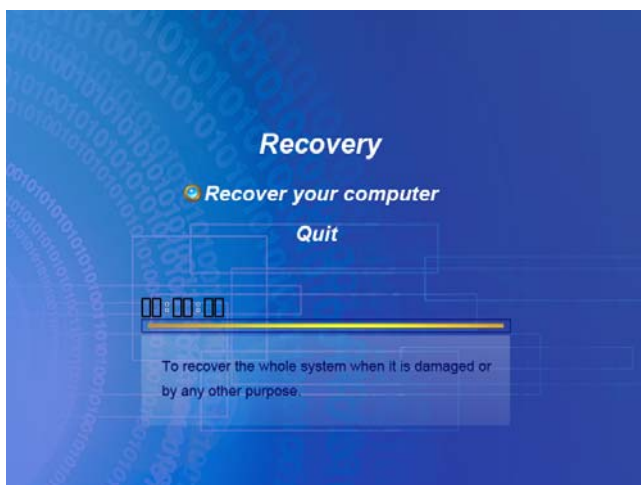 Recovery
Recover your computer
Quit
To recover the whole system when it is damaged or
by any other purpose.